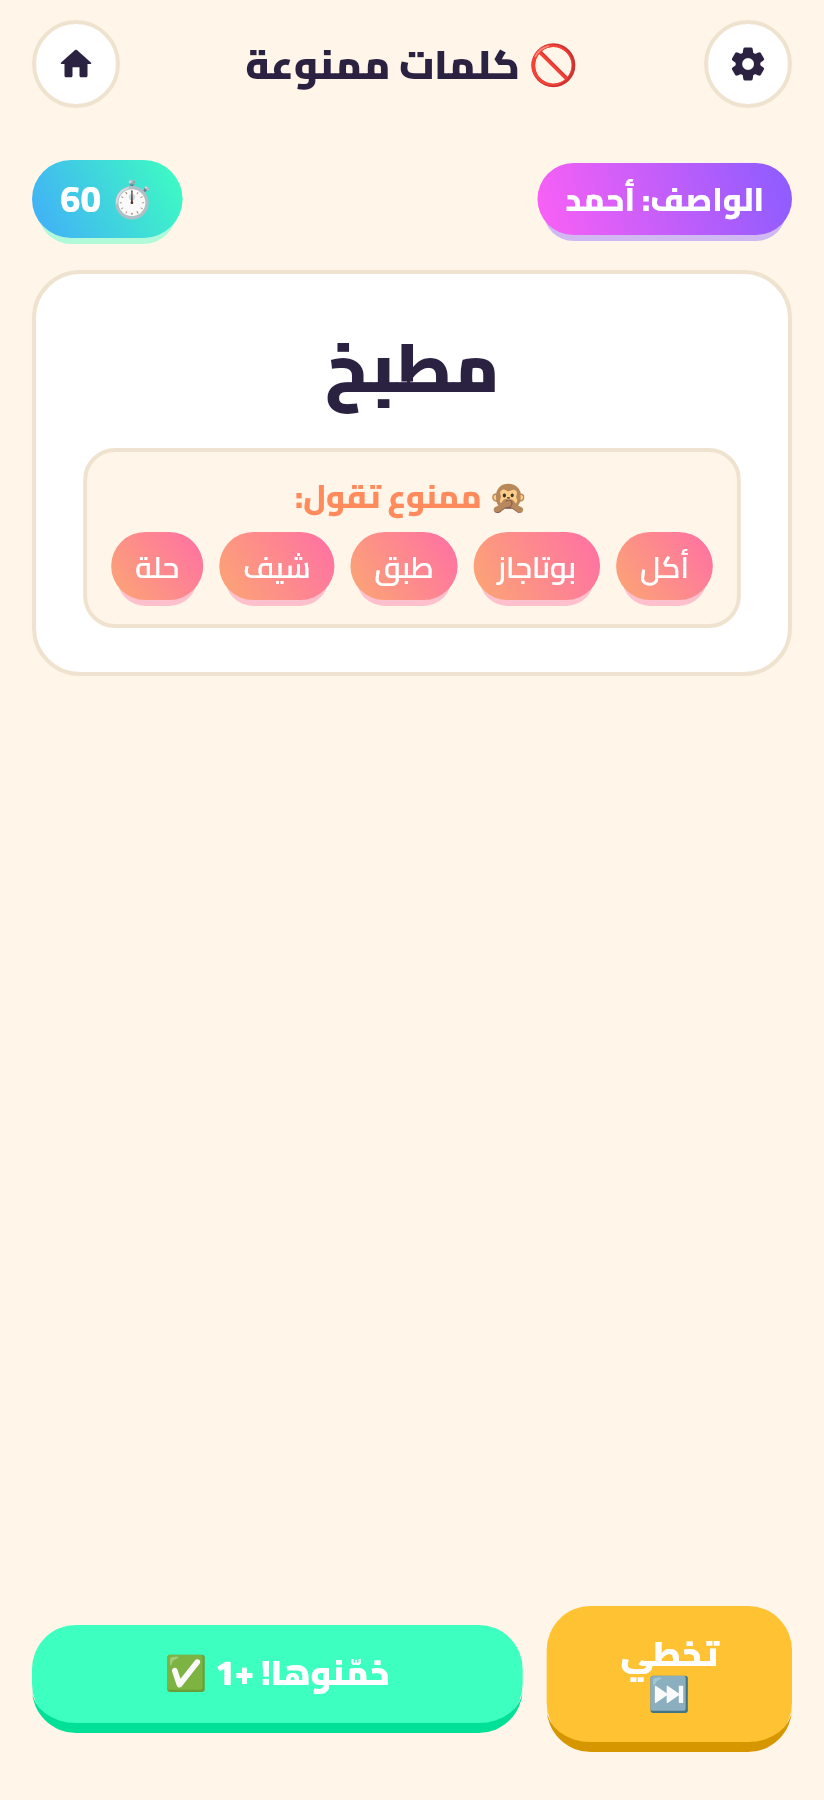 🚫 كلمات ممنوعة
الواصف: أحمد
⏱️ 60
مطبخ
🙊 ممنوع تقول:
أكل
بوتاجاز
طبق
شيف
حلة
تخطي ⏭️
خمّنوها! +1 ✅